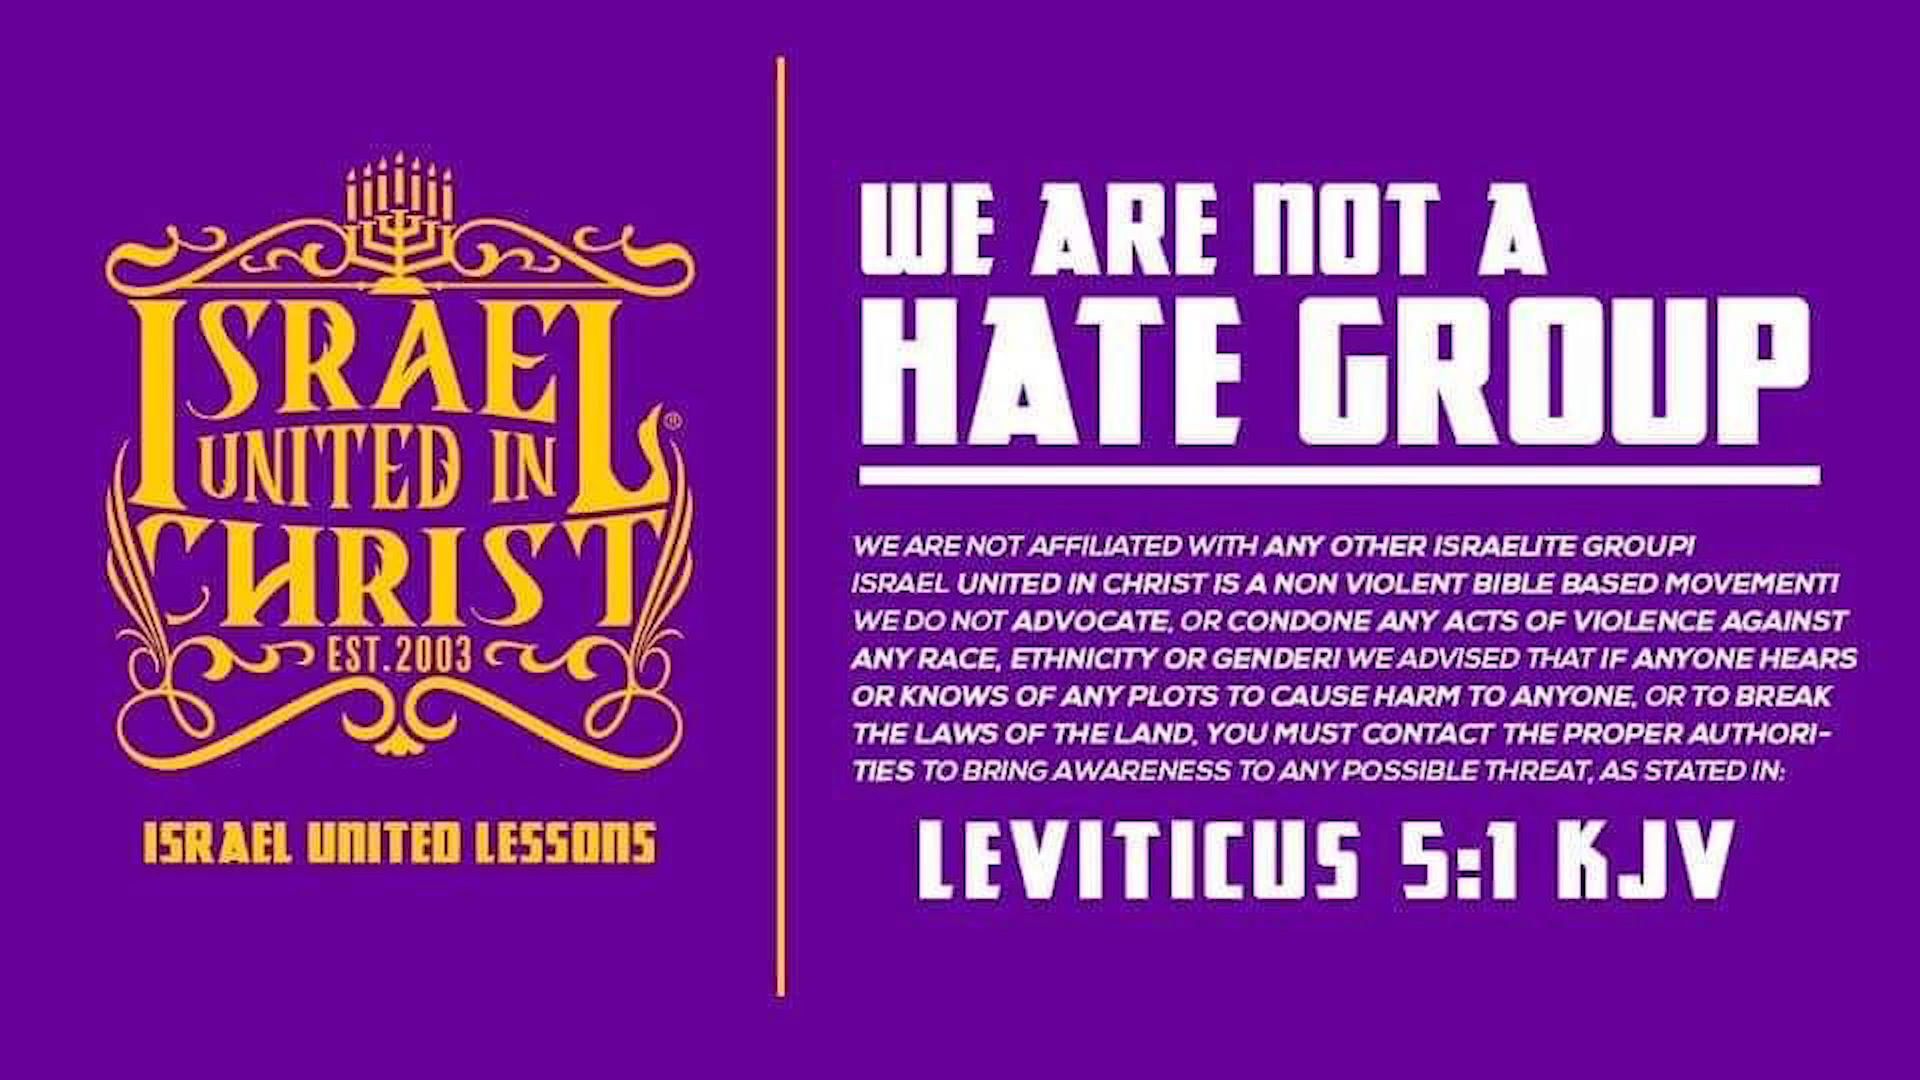 ISRAEL
UNITED IN
CHRIST
®
EST.2003
ISRAEL UNITED LESSONS
WE ARE NOT A
HATE GROUP
WE ARE NOT AFFILIATED WITH ANY OTHER ISRAELITE GROUP!
ISRAEL UNITED IN CHRIST IS A NON VIOLENT BIBLE BASED MOVEMENT!
WE DO NOT ADVOCATE, OR CONDONE ANY ACTS OF VIOLENCE AGAINST
ANY RACE, ETHNICITY OR GENDER! WE ADVISED THAT IF ANYONE HEARS
OR KNOWS OF ANY PLOTS TO CAUSE HARM TO ANYONE, OR TO BREAK
THE LAWS OF THE LAND, YOU MUST CONTACT THE PROPER AUTHORI-
TIES TO BRING AWARENESS TO ANY POSSIBLE THREAT, AS STATED IN:
LEVITICUS 5:1 KJV